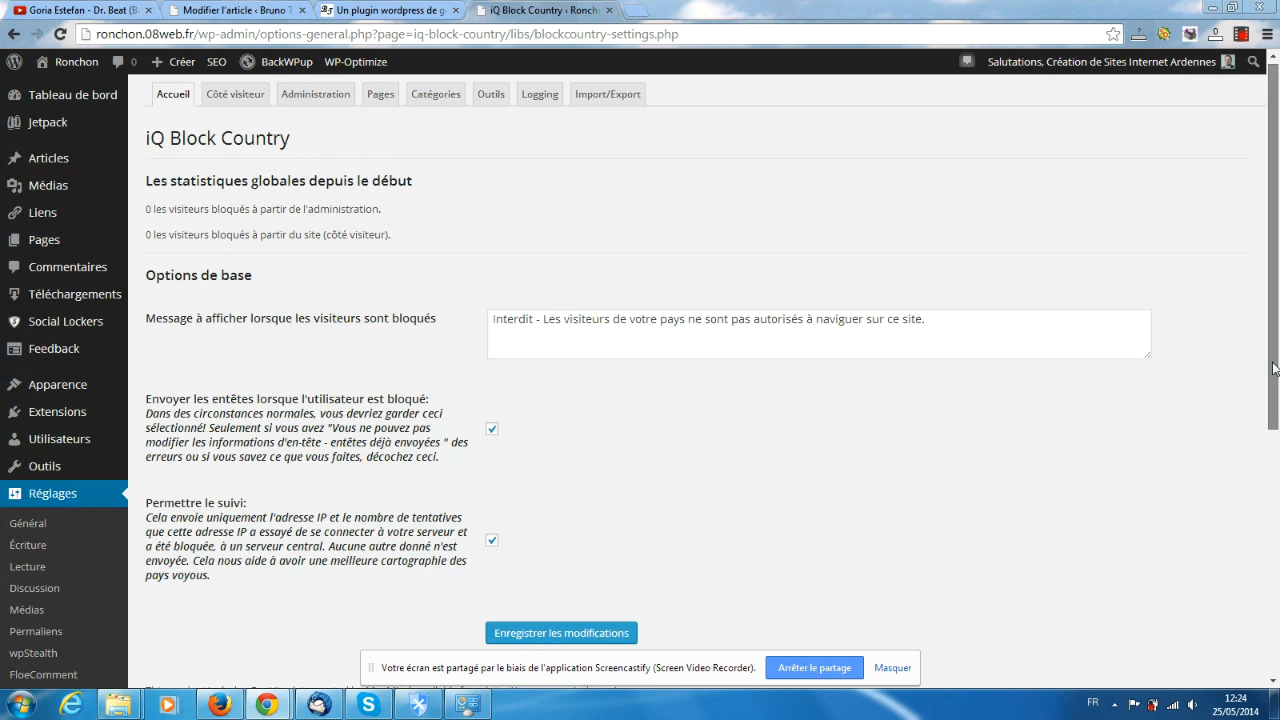 Goria Estefan - Dr. Beat (B
Modifier l'article ‹ Bruno T
Un plugin wordpress de g
iQ Block Country ‹ Ronch
ronchon.08web.fr/wp-admin/options-general.php?page=iq-block-country/libs/blockcountry-settings.php
Ronchon 0 Créer SEO BackWPup WP-Optimize Salutations, Création de Sites Internet Ardennes
Tableau de bord
Jetpack
Articles
Médias
Liens
Pages
Commentaires
Téléchargements
Social Lockers
Feedback
Apparence
Extensions
Utilisateurs
Outils
Réglages
Général
Écriture
Lecture
Discussion
Médias
Permaliens
wpStealth
FloeComment
Accueil Côté visiteur Administration Pages Catégories Outils Logging Import/Export
iQ Block Country
Les statistiques globales depuis le début
0 les visiteurs bloqués à partir de l'administration.
0 les visiteurs bloqués à partir du site (côté visiteur).
Options de base
Message à afficher lorsque les visiteurs sont bloqués
Interdit - Les visiteurs de votre pays ne sont pas autorisés à naviguer sur ce site.
Envoyer les entêtes lorsque l'utilisateur est bloqué:
Dans des circonstances normales, vous devriez garder ceci
sélectionné! Seulement si vous avez "Vous ne pouvez pas
modifier les informations d'en-tête - entêtes déjà envoyées " des
erreurs ou si vous savez ce que vous faites, décochez ceci.
Permettre le suivi:
Cela envoie uniquement l'adresse IP et le nombre de tentatives
que cette adresse IP a essayé de se connecter à votre serveur et
a été bloquée, à un serveur central. Aucune autre donné n'est
envoyée. Cela nous aide à avoir une meilleure cartographie des
pays voyous.
Enregistrer les modifications
Votre écran est partagé par le biais de l'application Screencastify (Screen Video Recorder). Arrêter le partage Masquer
FR
12:24
25/05/2014